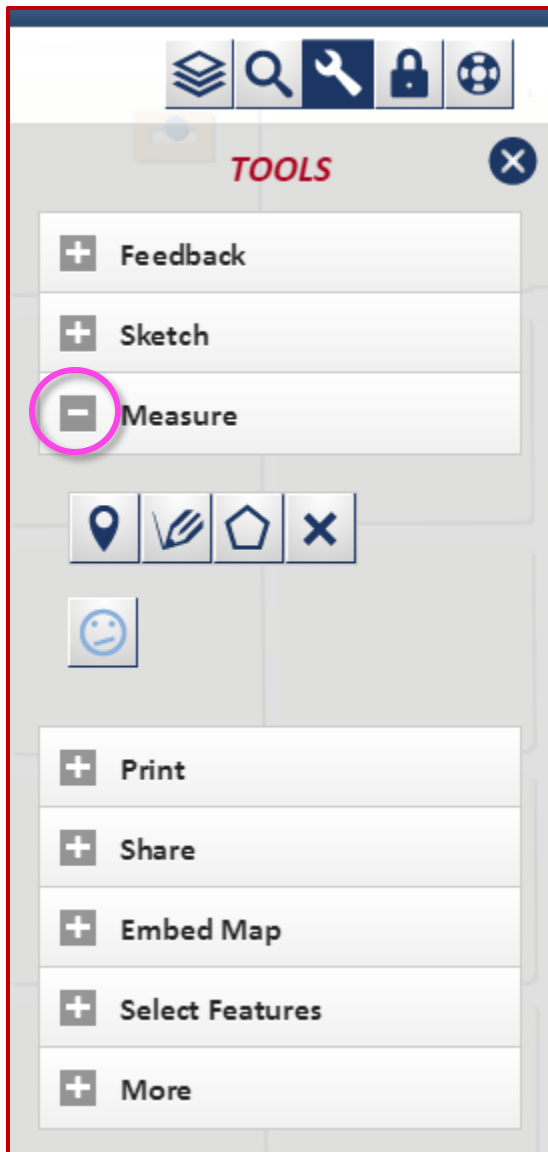 TOOLS
Feedback
Sketch
Measure
Print
Share
Embed Map
Select Features
More